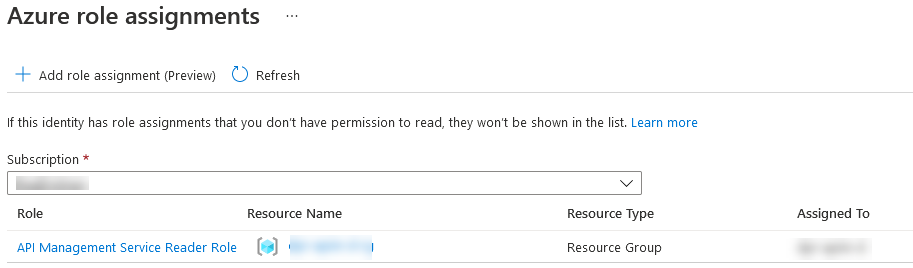 Azure role assignments ...
Add role assignment (Preview) Refresh
If this identity has role assignments that you don't have permission to read, they won't be shown in the list. Learn more
Subscription *
Role Resource Name Resource Type Assigned To
API Management Service Reader Role Resource Group